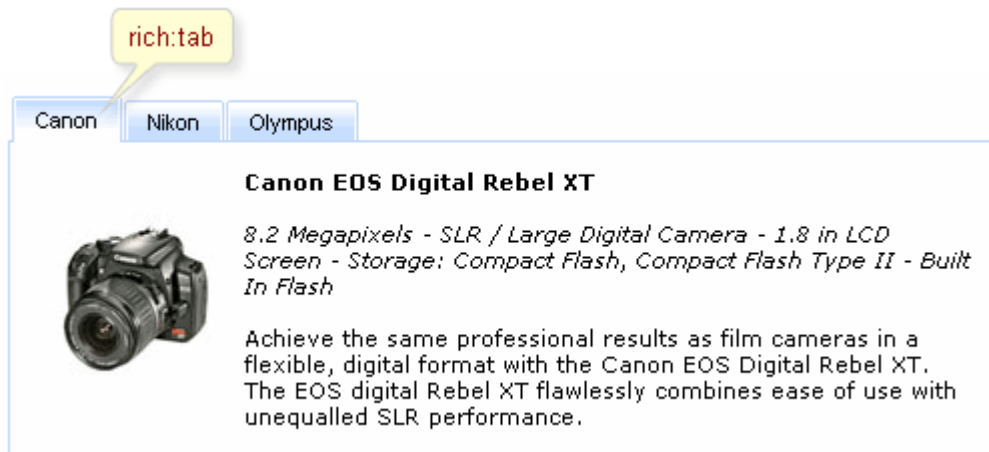 rich:tab
Canon Nikon Olympus
Canon EOS Digital Rebel XT
8.2 Megapixels - SLR / Large Digital Camera - 1.8 in LCD
Screen - Storage: Compact Flash, Compact Flash Type II - Built
In Flash
Achieve the same professional results as film cameras in a
flexible, digital format with the Canon EOS Digital Rebel XT.
The EOS digital Rebel XT flawlessly combines ease of use with
unequalled SLR performance.